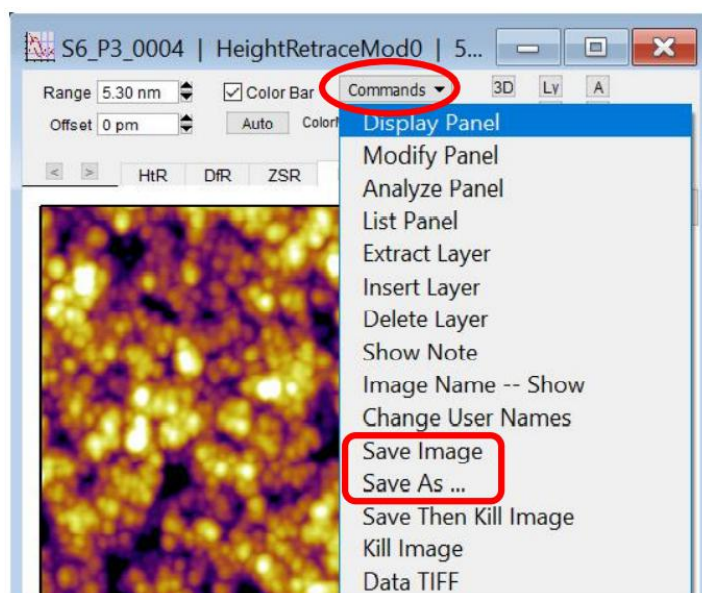 S6_P3_0004 | HeightRetraceMod0 | 5...
Range 5.30 nm Color Bar Commands 3D Ly A
Offset 0 pm Auto
< > HtR DfR ZSR
Display Panel
Modify Panel
Analyze Panel
List Panel
Extract Layer
Insert Layer
Delete Layer
Show Note
Image Name -- Show
Change User Names
Save Image
Save As ...
Save Then Kill Image
Kill Image
Data TIFF